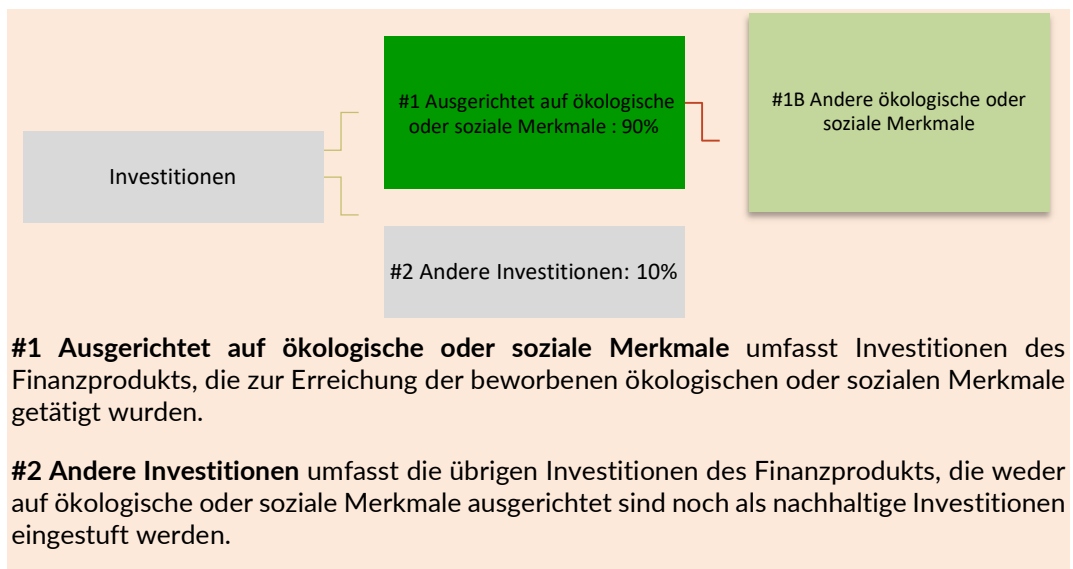 #1 Ausgerichtet auf ökologische
oder soziale Merkmale : 90%
#1B Andere ökologische oder
soziale Merkmale
Investitionen
#2 Andere Investitionen: 10%
#1 Ausgerichtet auf ökologische oder soziale Merkmale umfasst Investitionen des
Finanzprodukts, die zur Erreichung der beworbenen ökologischen oder sozialen Merkmale
getätigt wurden.
#2 Andere Investitionen umfasst die übrigen Investitionen des Finanzprodukts, die weder
auf ökologische oder soziale Merkmale ausgerichtet sind noch als nachhaltige Investitionen
eingestuft werden.